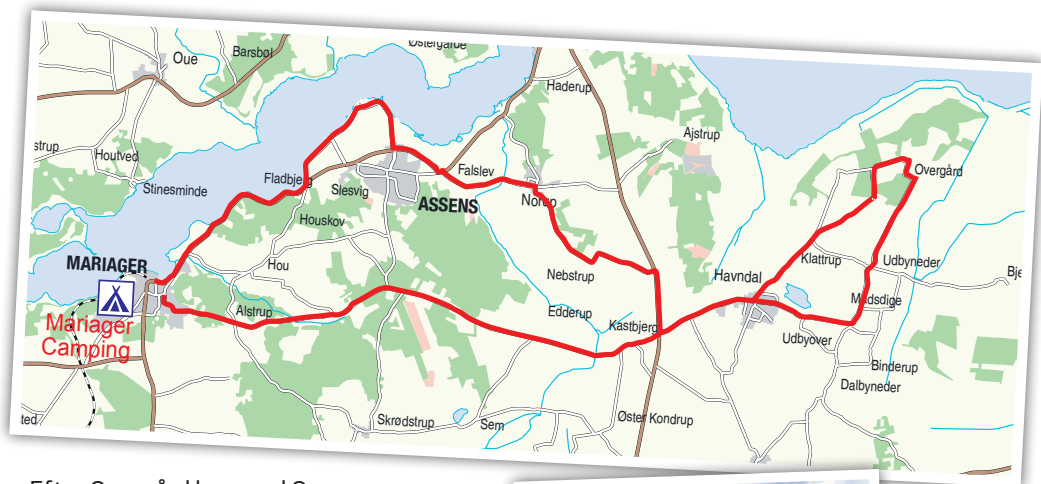 Østergårde
Oue
Barsbøl
Haderup
Ajstrup
strup
Houtved
Stinesminde
Fladbjerg
Falslev
Overgård
Slesvig
ASSENS
Norup
Houskov
MARIAGER
Hou
Klattrup
Udbyneder
Nebstrup
Havndal
Bje
Mariager
Camping
Alstrup
Edderup
Kastbjerg
Madsdige
Udbyover
Binderup
Dalbyneder
ted
Skrødstrup
Sem
Øster Kondrup